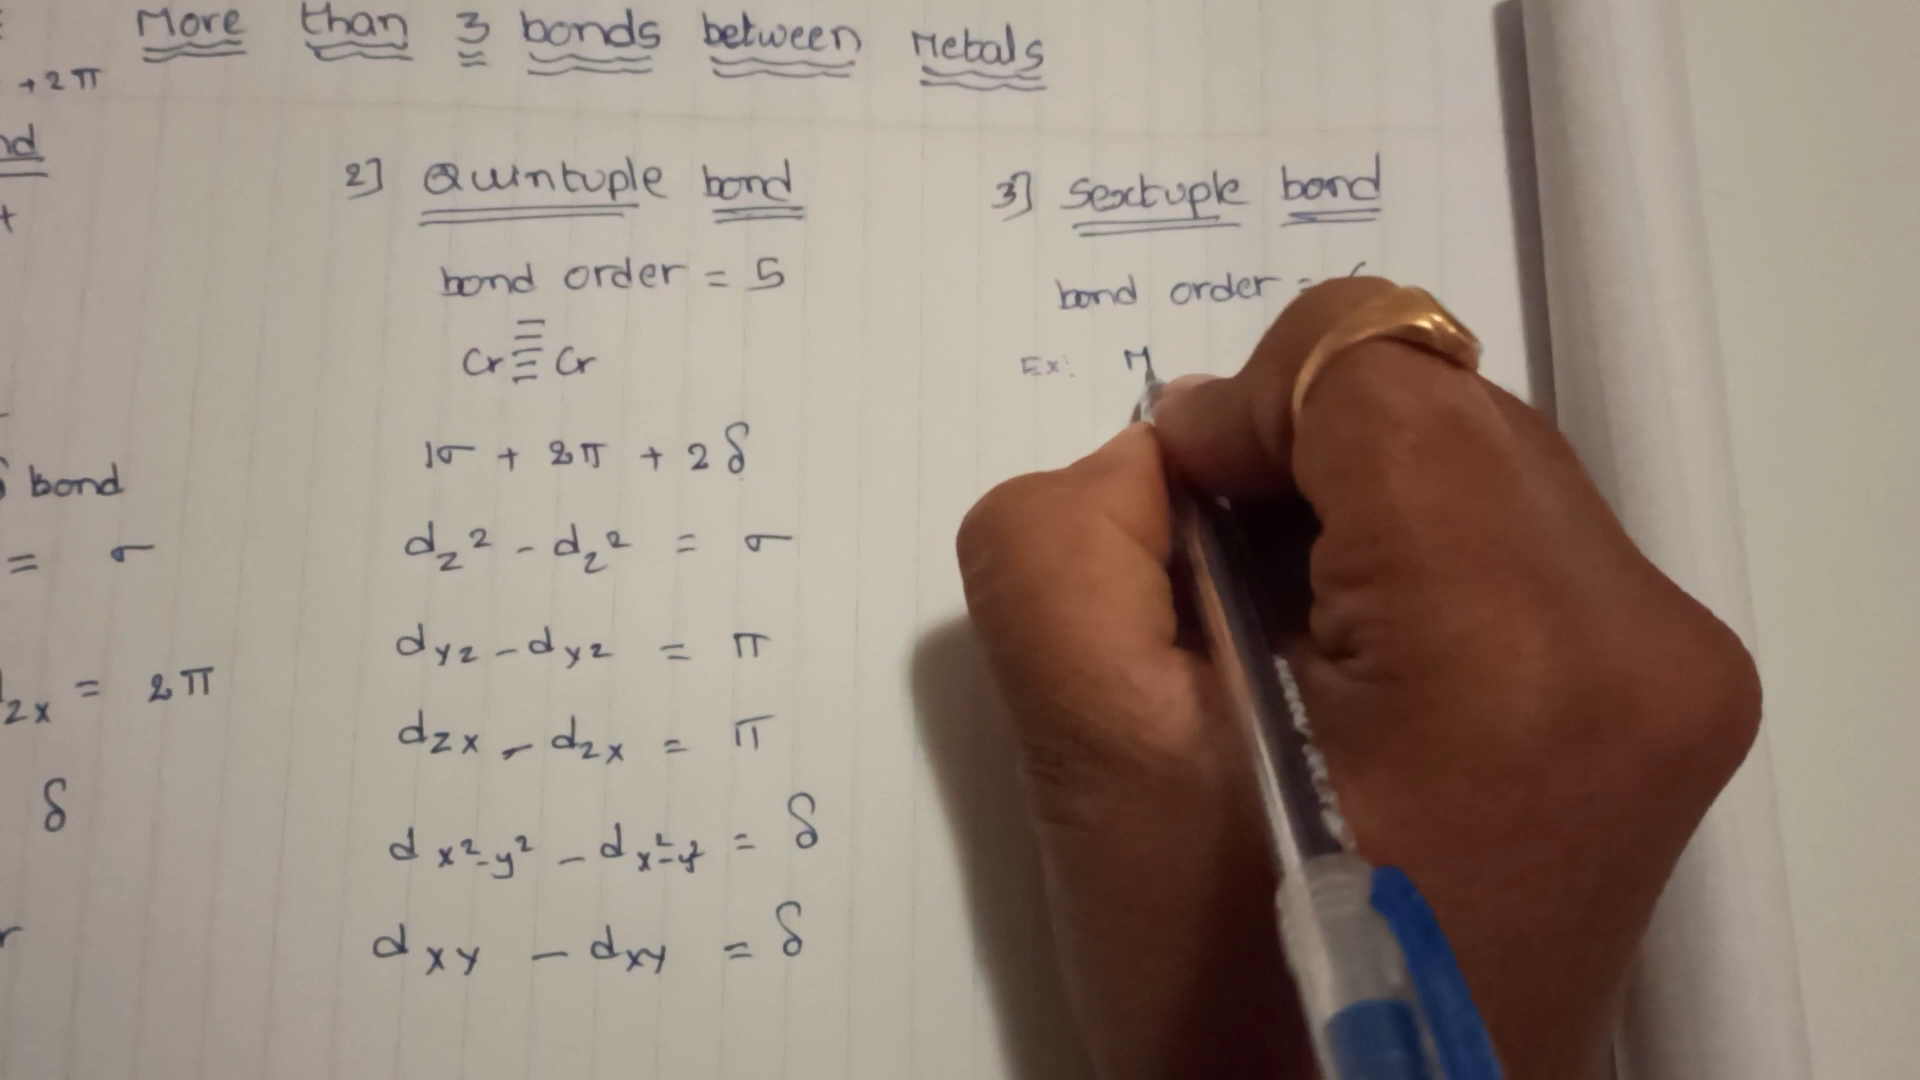 More than 3 bonds between Metals
+2π
nd
t
δ bond
= σ
zx = 2π
δ
r
2] Quintuple bond
bond order = 5
Cr Cr
1σ + 2π + 2δ
dz² - dz² = σ
dyz - dyz = π
dzx - dzx = π
dx²-y² - dx²-y² = δ
dxy - dxy = δ
3] Sextuple bond
bond order =
Ex: M